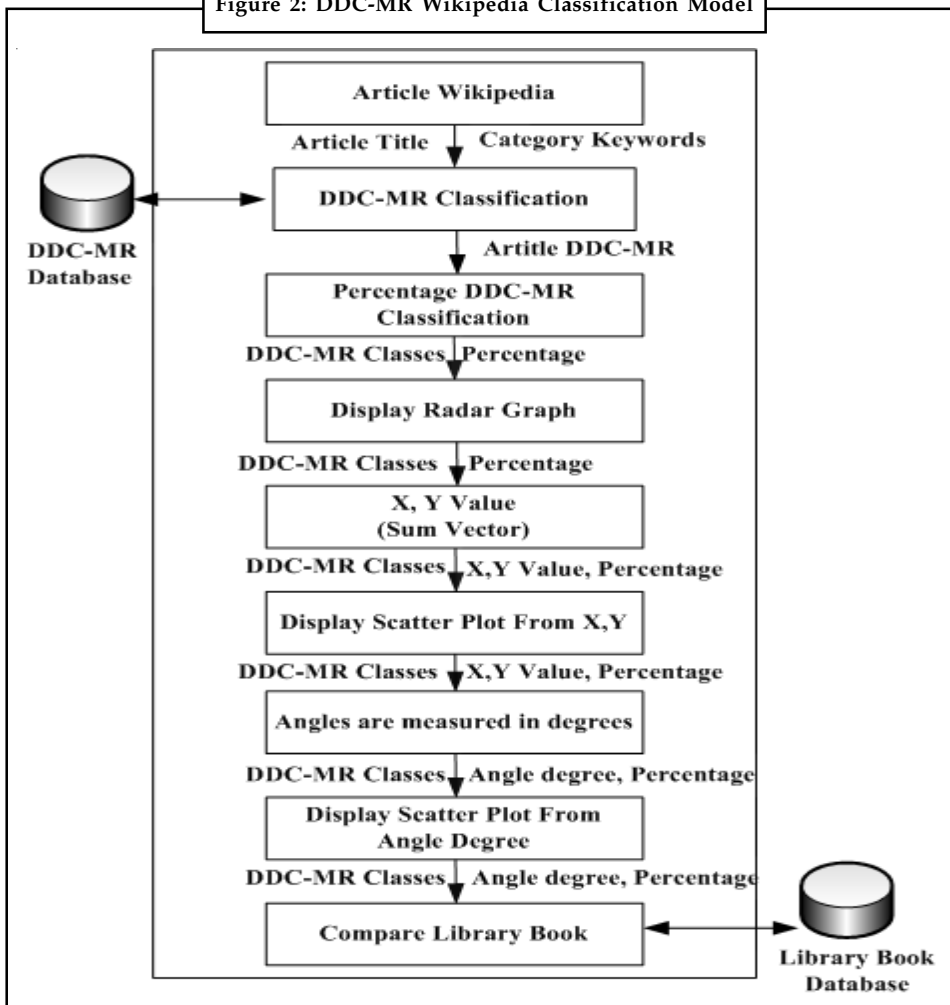 Figure 2: DDC-MR Wikipedia Classification Model
Article Wikipedia
Article Title Category Keywords
DDC-MR Classification
DDC-MR
Database
Artitle DDC-MR
Percentage DDC-MR
Classification
DDC-MR Classes Percentage
Display Radar Graph
DDC-MR Classes Percentage
X, Y Value
(Sum Vector)
DDC-MR Classes X,Y Value, Percentage
Display Scatter Plot From X,Y
DDC-MR Classes X,Y Value, Percentage
Angles are measured in degrees
DDC-MR Classes Angle degree, Percentage
Display Scatter Plot From
Angle Degree
DDC-MR Classes Angle degree, Percentage
Compare Library Book
Library Book
Database